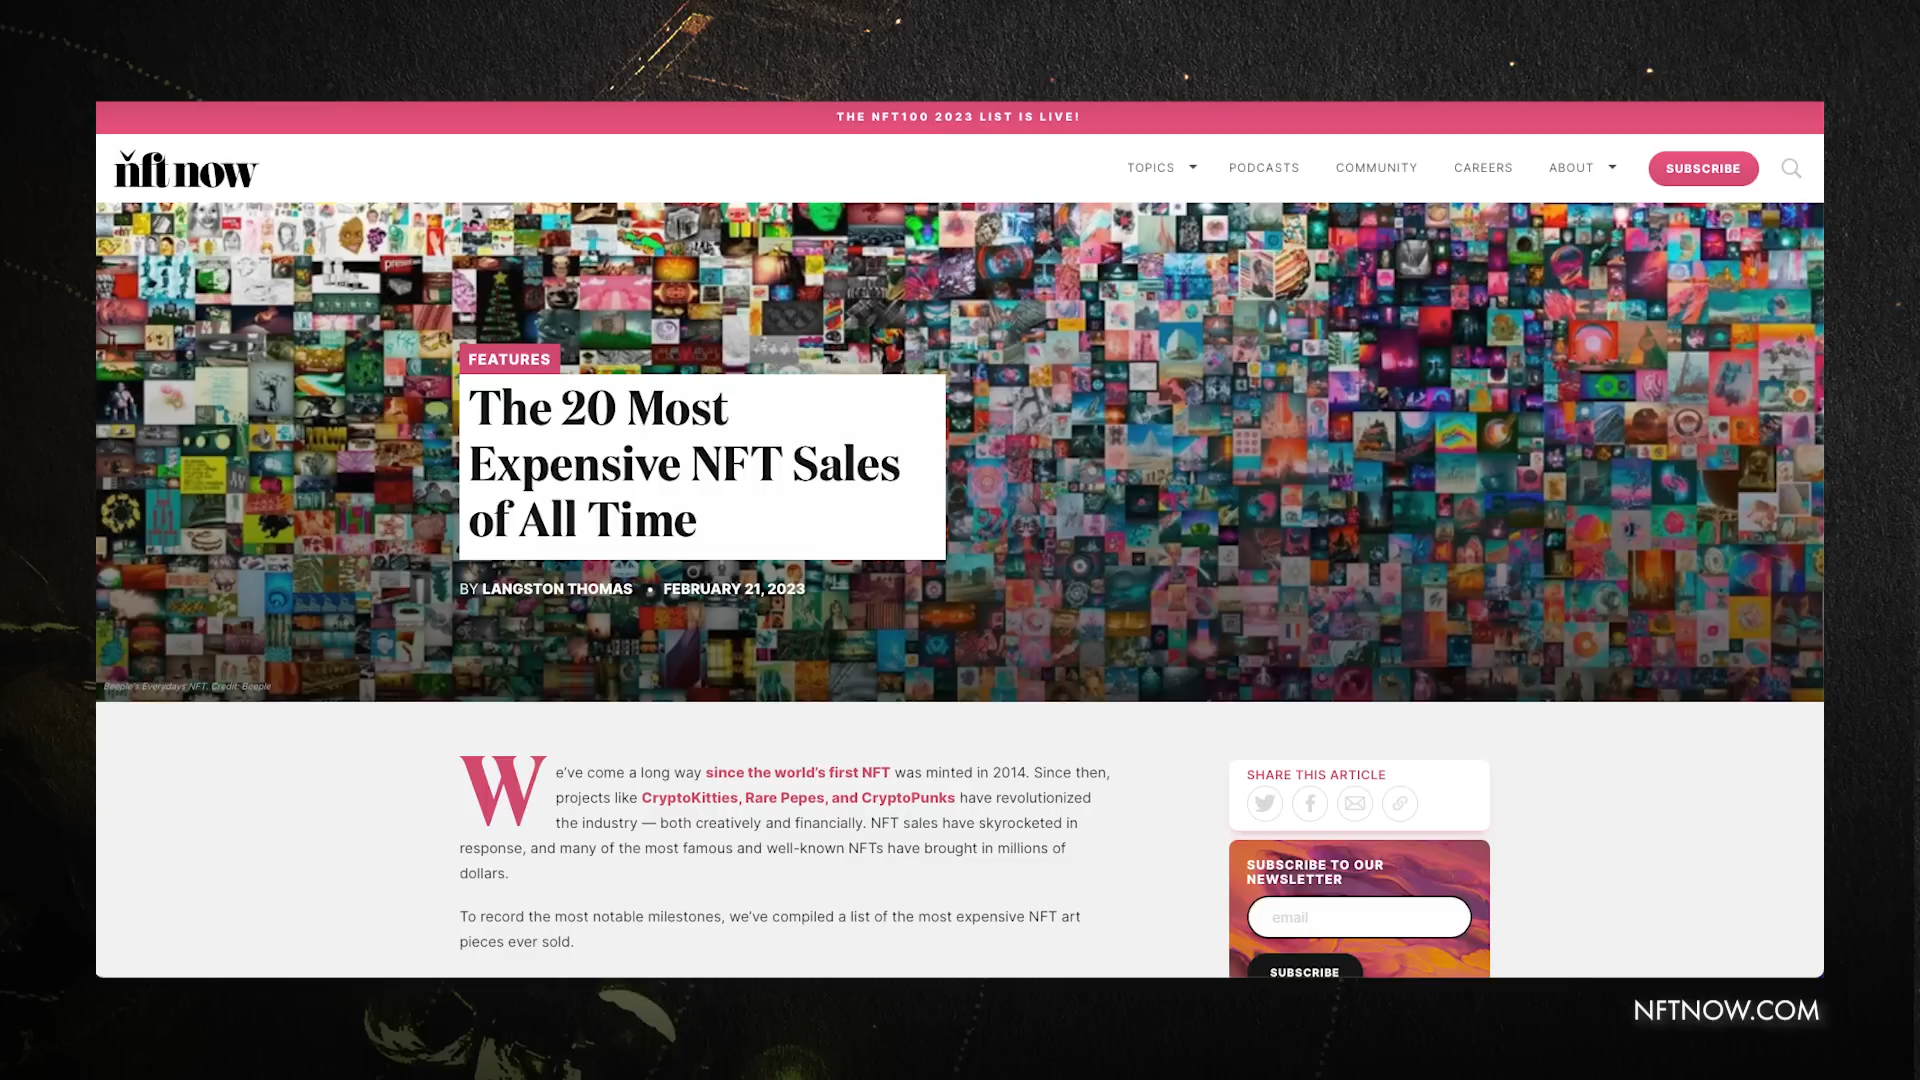 THE NFT100 2023 LIST IS LIVE!
nft now
TOPICS PODCASTS COMMUNITY CAREERS ABOUT SUBSCRIBE
FEATURES
The 20 Most
Expensive NFT Sales
of All Time
BY LANGSTON THOMAS • FEBRUARY 21, 2023
Beeple's Everydays NFT. Credit: Beeple
We’ve come a long way since the world’s first NFT was minted in 2014. Since then,
projects like CryptoKitties, Rare Pepes, and CryptoPunks have revolutionized
the industry — both creatively and financially. NFT sales have skyrocketed in
response, and many of the most famous and well-known NFTs have brought in millions of
dollars.
To record the most notable milestones, we’ve compiled a list of the most expensive NFT art
pieces ever sold.
SHARE THIS ARTICLE
SUBSCRIBE TO OUR
NEWSLETTER
email
SUBSCRIBE
NFTNOW.COM